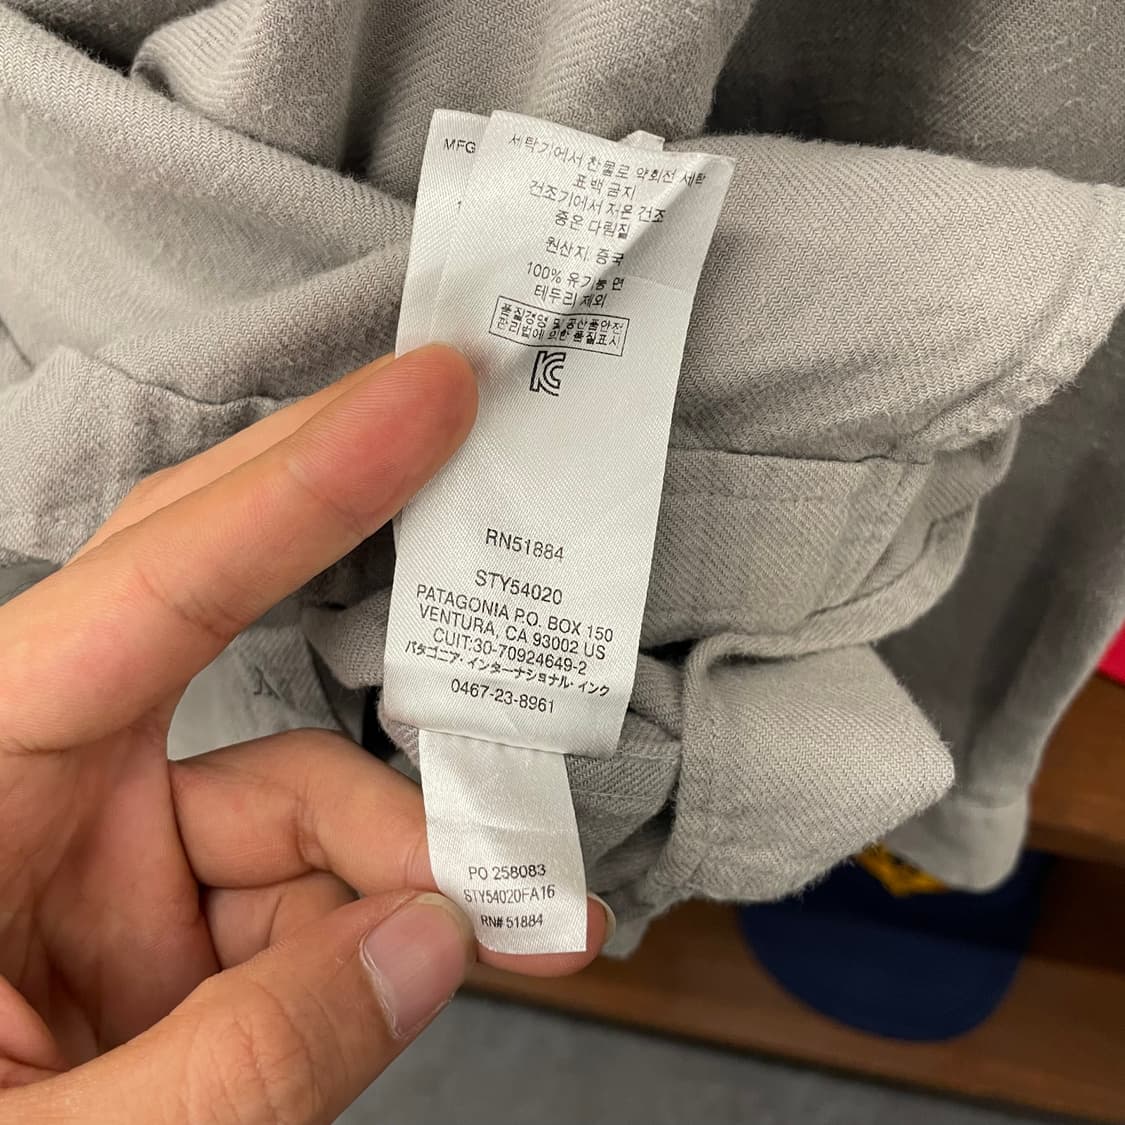 MFG
1
세탁기에서 찬물로 약회전 세탁
표백 금지
건조기에서 저온 건조
중온 다림질
원산지: 중국
100% 유기농 면
테두리 제외
품질경영 및 공산품안전
관리법에 의한 품질표시
RN51884
STY54020
PATAGONIA P.O. BOX 150
VENTURA, CA 93002 US
CUIT:30-70924649-2
パタゴニア・インターナショナル・インク
0467-23-8961
PO 258083
STY54020FA16
RN# 51884